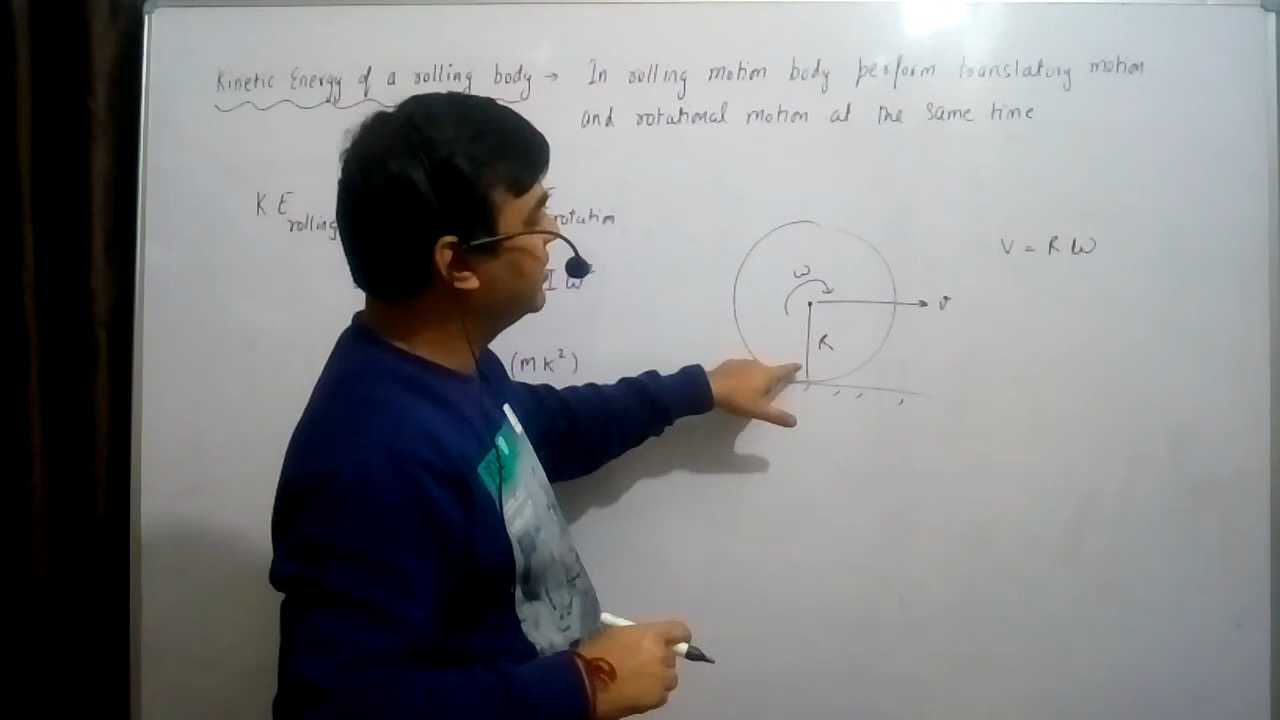 Kinetic Energy of a rolling body → In rolling motion body perform translatory motion
and rotational motion at the same time
K E rolling rotation
V = R ω
I ω²
ω
v
R
(M K²)